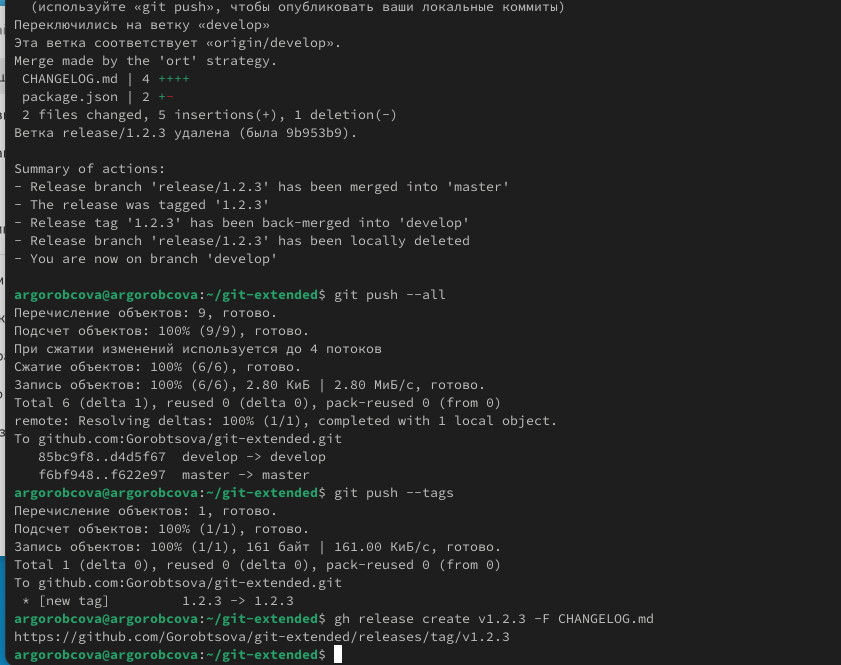 (используйте «git push», чтобы опубликовать ваши локальные коммиты)
Переключились на ветку «develop»
Эта ветка соответствует «origin/develop».
Merge made by the 'ort' strategy.
 CHANGELOG.md | 4 ++++
 package.json | 2 +-
 2 files changed, 5 insertions(+), 1 deletion(-)
Ветка release/1.2.3 удалена (была 9b953b9).

Summary of actions:
- Release branch 'release/1.2.3' has been merged into 'master'
- The release was tagged '1.2.3'
- Release tag '1.2.3' has been back-merged into 'develop'
- Release branch 'release/1.2.3' has been locally deleted
- You are now on branch 'develop'

argorobcova@argorobcova:~/git-extended$ git push --all
Перечисление объектов: 9, готово.
Подсчет объектов: 100% (9/9), готово.
При сжатии изменений используется до 4 потоков
Сжатие объектов: 100% (6/6), готово.
Запись объектов: 100% (6/6), 2.80 КиБ | 2.80 МиБ/с, готово.
Total 6 (delta 1), reused 0 (delta 0), pack-reused 0 (from 0)
remote: Resolving deltas: 100% (1/1), completed with 1 local object.
To github.com:Gorobtsova/git-extended.git
   85bc9f8..d4d5f67  develop -> develop
   f6bf948..f622e97  master -> master
argorobcova@argorobcova:~/git-extended$ git push --tags
Перечисление объектов: 1, готово.
Подсчет объектов: 100% (1/1), готово.
Запись объектов: 100% (1/1), 161 байт | 161.00 КиБ/с, готово.
Total 1 (delta 0), reused 0 (delta 0), pack-reused 0 (from 0)
To github.com:Gorobtsova/git-extended.git
 * [new tag]         1.2.3 -> 1.2.3
argorobcova@argorobcova:~/git-extended$ gh release create v1.2.3 -F CHANGELOG.md
https://github.com/Gorobtsova/git-extended/releases/tag/v1.2.3
argorobcova@argorobcova:~/git-extended$